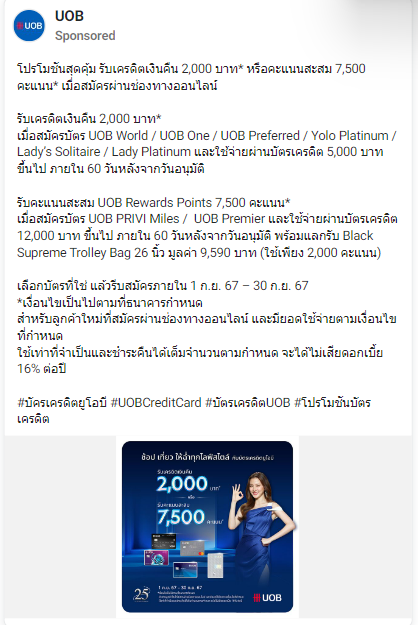 UOB
UOB
Sponsored
โปรโมชันสุดคุ้ม รับเครดิตเงินคืน 2,000 บาท* หรือคะแนนสะสม 7,500
คะแนน* เมื่อสมัครผ่านช่องทางออนไลน์
รับเครดิตเงินคืน 2,000 บาท*
เมื่อสมัครบัตร UOB World / UOB One / UOB Preferred / Yolo Platinum /
Lady's Solitaire / Lady Platinum และใช้จ่ายผ่านบัตรเครดิต 5,000 บาท
ขึ้นไป ภายใน 60 วันหลังจากวันอนุมัติ
รับคะแนนสะสม UOB Rewards Points 7,500 คะแนน*
เมื่อสมัครบัตร UOB PRIVI Miles /  UOB Premier และใช้จ่ายผ่านบัตรเครดิต
12,000 บาท ขึ้นไป ภายใน 60 วันหลังจากวันอนุมัติ พร้อมแลกรับ Black
Supreme Trolley Bag 26 นิ้ว มูลค่า 9,590 บาท (ใช้เพียง 2,000 คะแนน)
เลือกบัตรที่ใช่ แล้วรีบสมัครภายใน 1 ก.ย. 67 – 30 ก.ย. 67
*เงื่อนไขเป็นไปตามที่ธนาคารกำหนด
สำหรับลูกค้าใหม่ที่สมัครผ่านช่องทางออนไลน์ และมียอดใช้จ่ายตามเงื่อนไข
ที่กำหนด
ใช้เท่าที่จำเป็นและชำระคืนได้เต็มจำนวนตามกำหนด จะได้ไม่เสียดอกเบี้ย
16% ต่อปี
#บัครเครดิตยูโอบี #UOBCreditCard #บัตรเครดิตUOB #โปรโมชันบัตร
เครดิต
ช้อป เที่ยว ให้ฉ่ำทุกไลฟ์สไตล์ กับบัตรเครดิตยูโอบี
รับเครดิตเงินคืน
2,000 บาท*
หรือ
รับคะแนนสะสม
7,500 คะแนน*
1 ก.ย. 67 - 30 ก.ย. 67
25
UOB